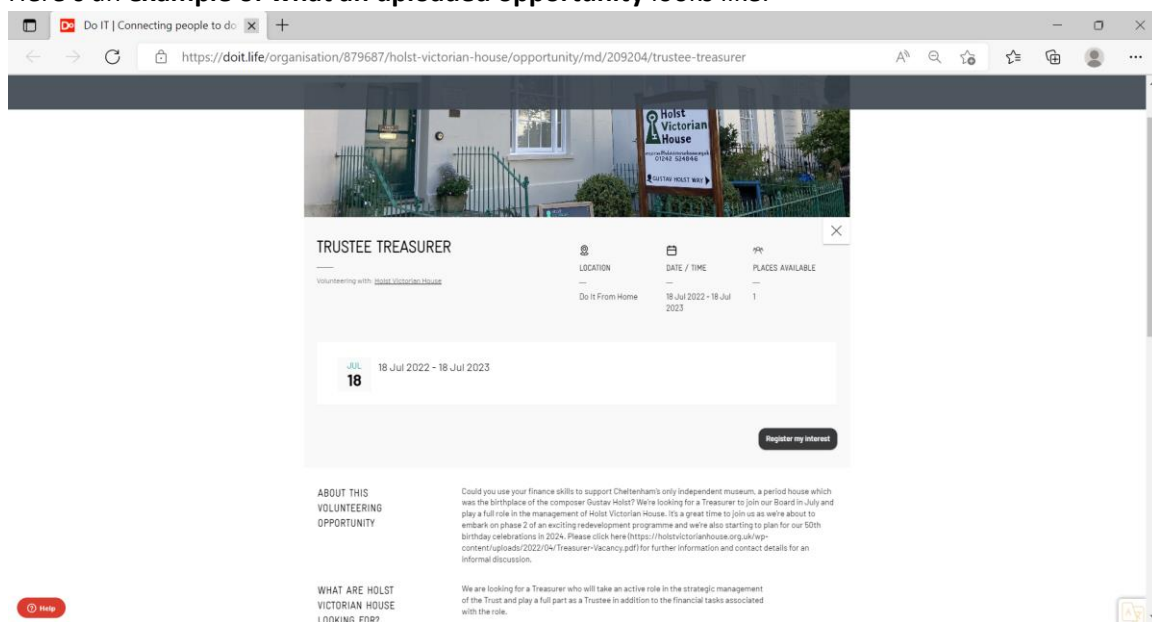 Here's an example of what an uploaded opportunity looks like:
Do IT | Connecting people to do
https://doit.life/organisation/879687/holst-victorian-house/opportunity/md/209204/trustee-treasurer
Holst
Victorian
House
01242 524846
GUSTAV HOLST WAY
TRUSTEE TREASURER
Volunteering with: Holst Victorian House
LOCATION
Do It From Home
DATE / TIME
18 Jul 2022 - 18 Jul
2023
PLACES AVAILABLE
1
JUL
18
18 Jul 2022 - 18 Jul 2023
Register my interest
ABOUT THIS
VOLUNTEERING
OPPORTUNITY
Could you use your finance skills to support Cheltenham's only independent museum, a period house which
was the birthplace of the composer Gustav Holst? We're looking for a Treasurer to join our Board in July and
play a full role in the management of Holst Victorian House. It's a great time to join us as we're about to
embark on phase 2 of an exciting redevelopment programme and we're also starting to plan for our 50th
birthday celebrations in 2024. Please click here (https://holstvictorianhouse.org.uk/wp-
content/uploads/2022/04/Treasurer-Vacancy.pdf) for further information and contact details for an
informal discussion.
WHAT ARE HOLST
VICTORIAN HOUSE
LOOKING FOR?
We are looking for a Treasurer who will take an active role in the strategic management
of the Trust and play a full part as a Trustee in addition to the financial tasks associated
with the role.
Help